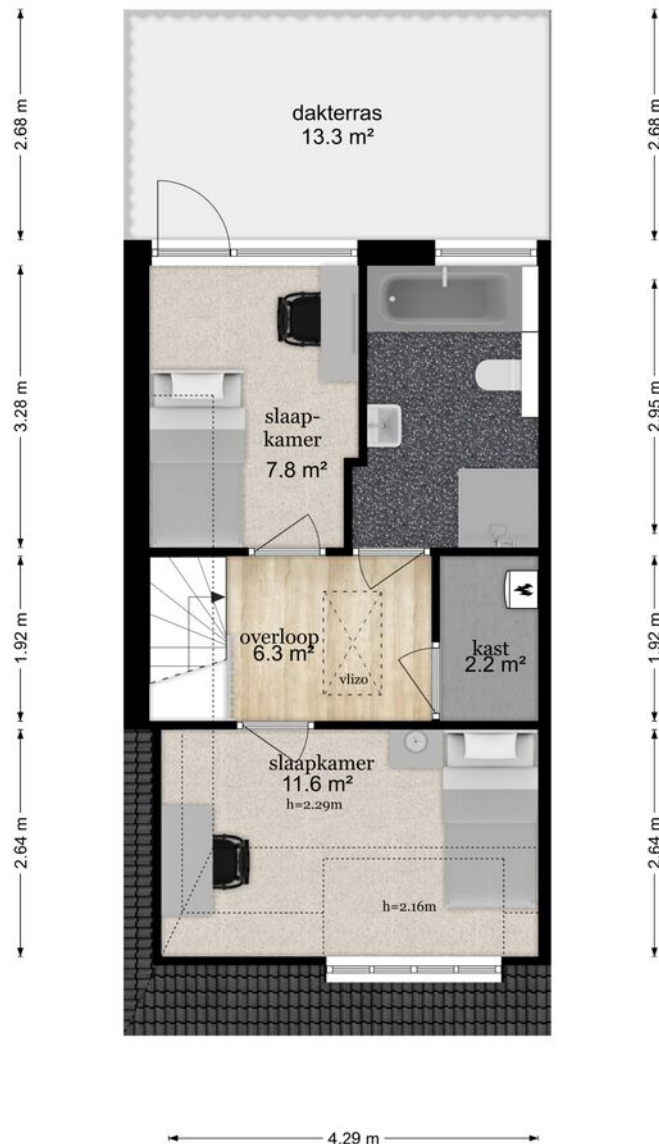 dakterras
13.3 m²
2.68 m
2.68 m
slaap-
kamer
7.8 m²
3.28 m
2.95 m
overloop
6.3 m²
vlizo
kast
2.2 m²
1.92 m
1.92 m
slaapkamer
11.6 m²
h=2.29m
h=2.16m
2.64 m
2.64 m
4.29 m